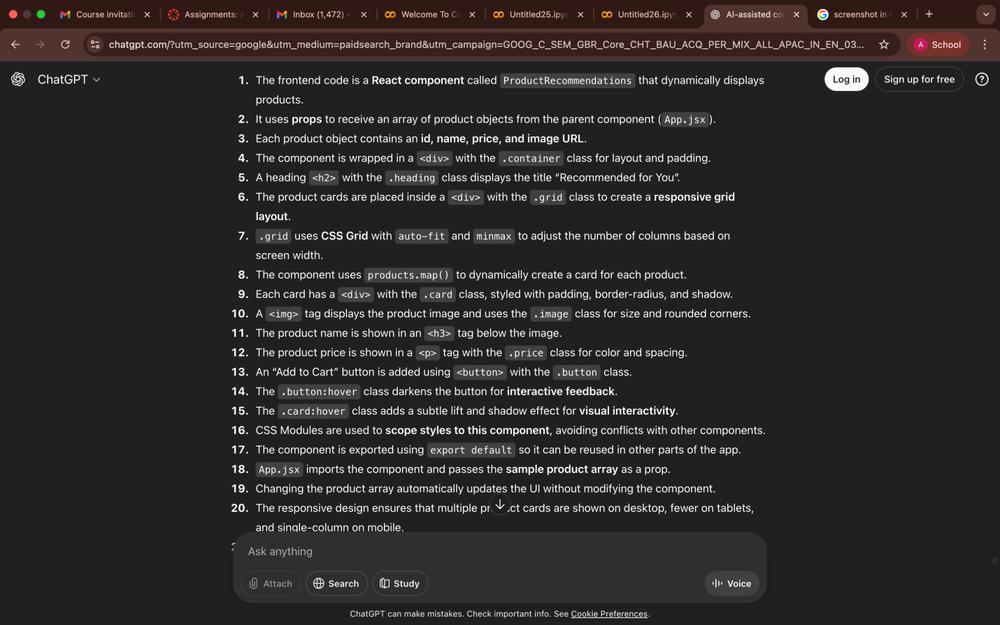 Course invitati
Assignments: A
Inbox (1,472) -
Welcome To Co
Untitled25.ipyn
Untitled26.ipyn
AI-assisted co
screenshot in m
chatgpt.com/?utm_source=google&utm_medium=paidsearch_brand&utm_campaign=GOOG_C_SEM_GBR_Core_CHT_BAU_ACQ_PER_MIX_ALL_APAC_IN_EN_03...
A School
ChatGPT
Log in
Sign up for free
?
1. The frontend code is a React component called ProductRecommendations that dynamically displays
products.
2. It uses props to receive an array of product objects from the parent component (App.jsx).
3. Each product object contains an id, name, price, and image URL.
4. The component is wrapped in a <div> with the .container class for layout and padding.
5. A heading <h2> with the .heading class displays the title “Recommended for You”.
6. The product cards are placed inside a <div> with the .grid class to create a responsive grid
layout.
7. .grid uses CSS Grid with auto-fit and minmax to adjust the number of columns based on
screen width.
8. The component uses products.map() to dynamically create a card for each product.
9. Each card has a <div> with the .card class, styled with padding, border-radius, and shadow.
10. A <img> tag displays the product image and uses the .image class for size and rounded corners.
11. The product name is shown in an <h3> tag below the image.
12. The product price is shown in a <p> tag with the .price class for color and spacing.
13. An “Add to Cart” button is added using <button> with the .button class.
14. The .button:hover class darkens the button for interactive feedback.
15. The .card:hover class adds a subtle lift and shadow effect for visual interactivity.
16. CSS Modules are used to scope styles to this component, avoiding conflicts with other components.
17. The component is exported using export default so it can be reused in other parts of the app.
18. App.jsx imports the component and passes the sample product array as a prop.
19. Changing the product array automatically updates the UI without modifying the component.
20. The responsive design ensures that multiple product cards are shown on desktop, fewer on tablets,
and single-column on mobile.
Ask anything
Attach
Search
Study
Voice
ChatGPT can make mistakes. Check important info. See Cookie Preferences.